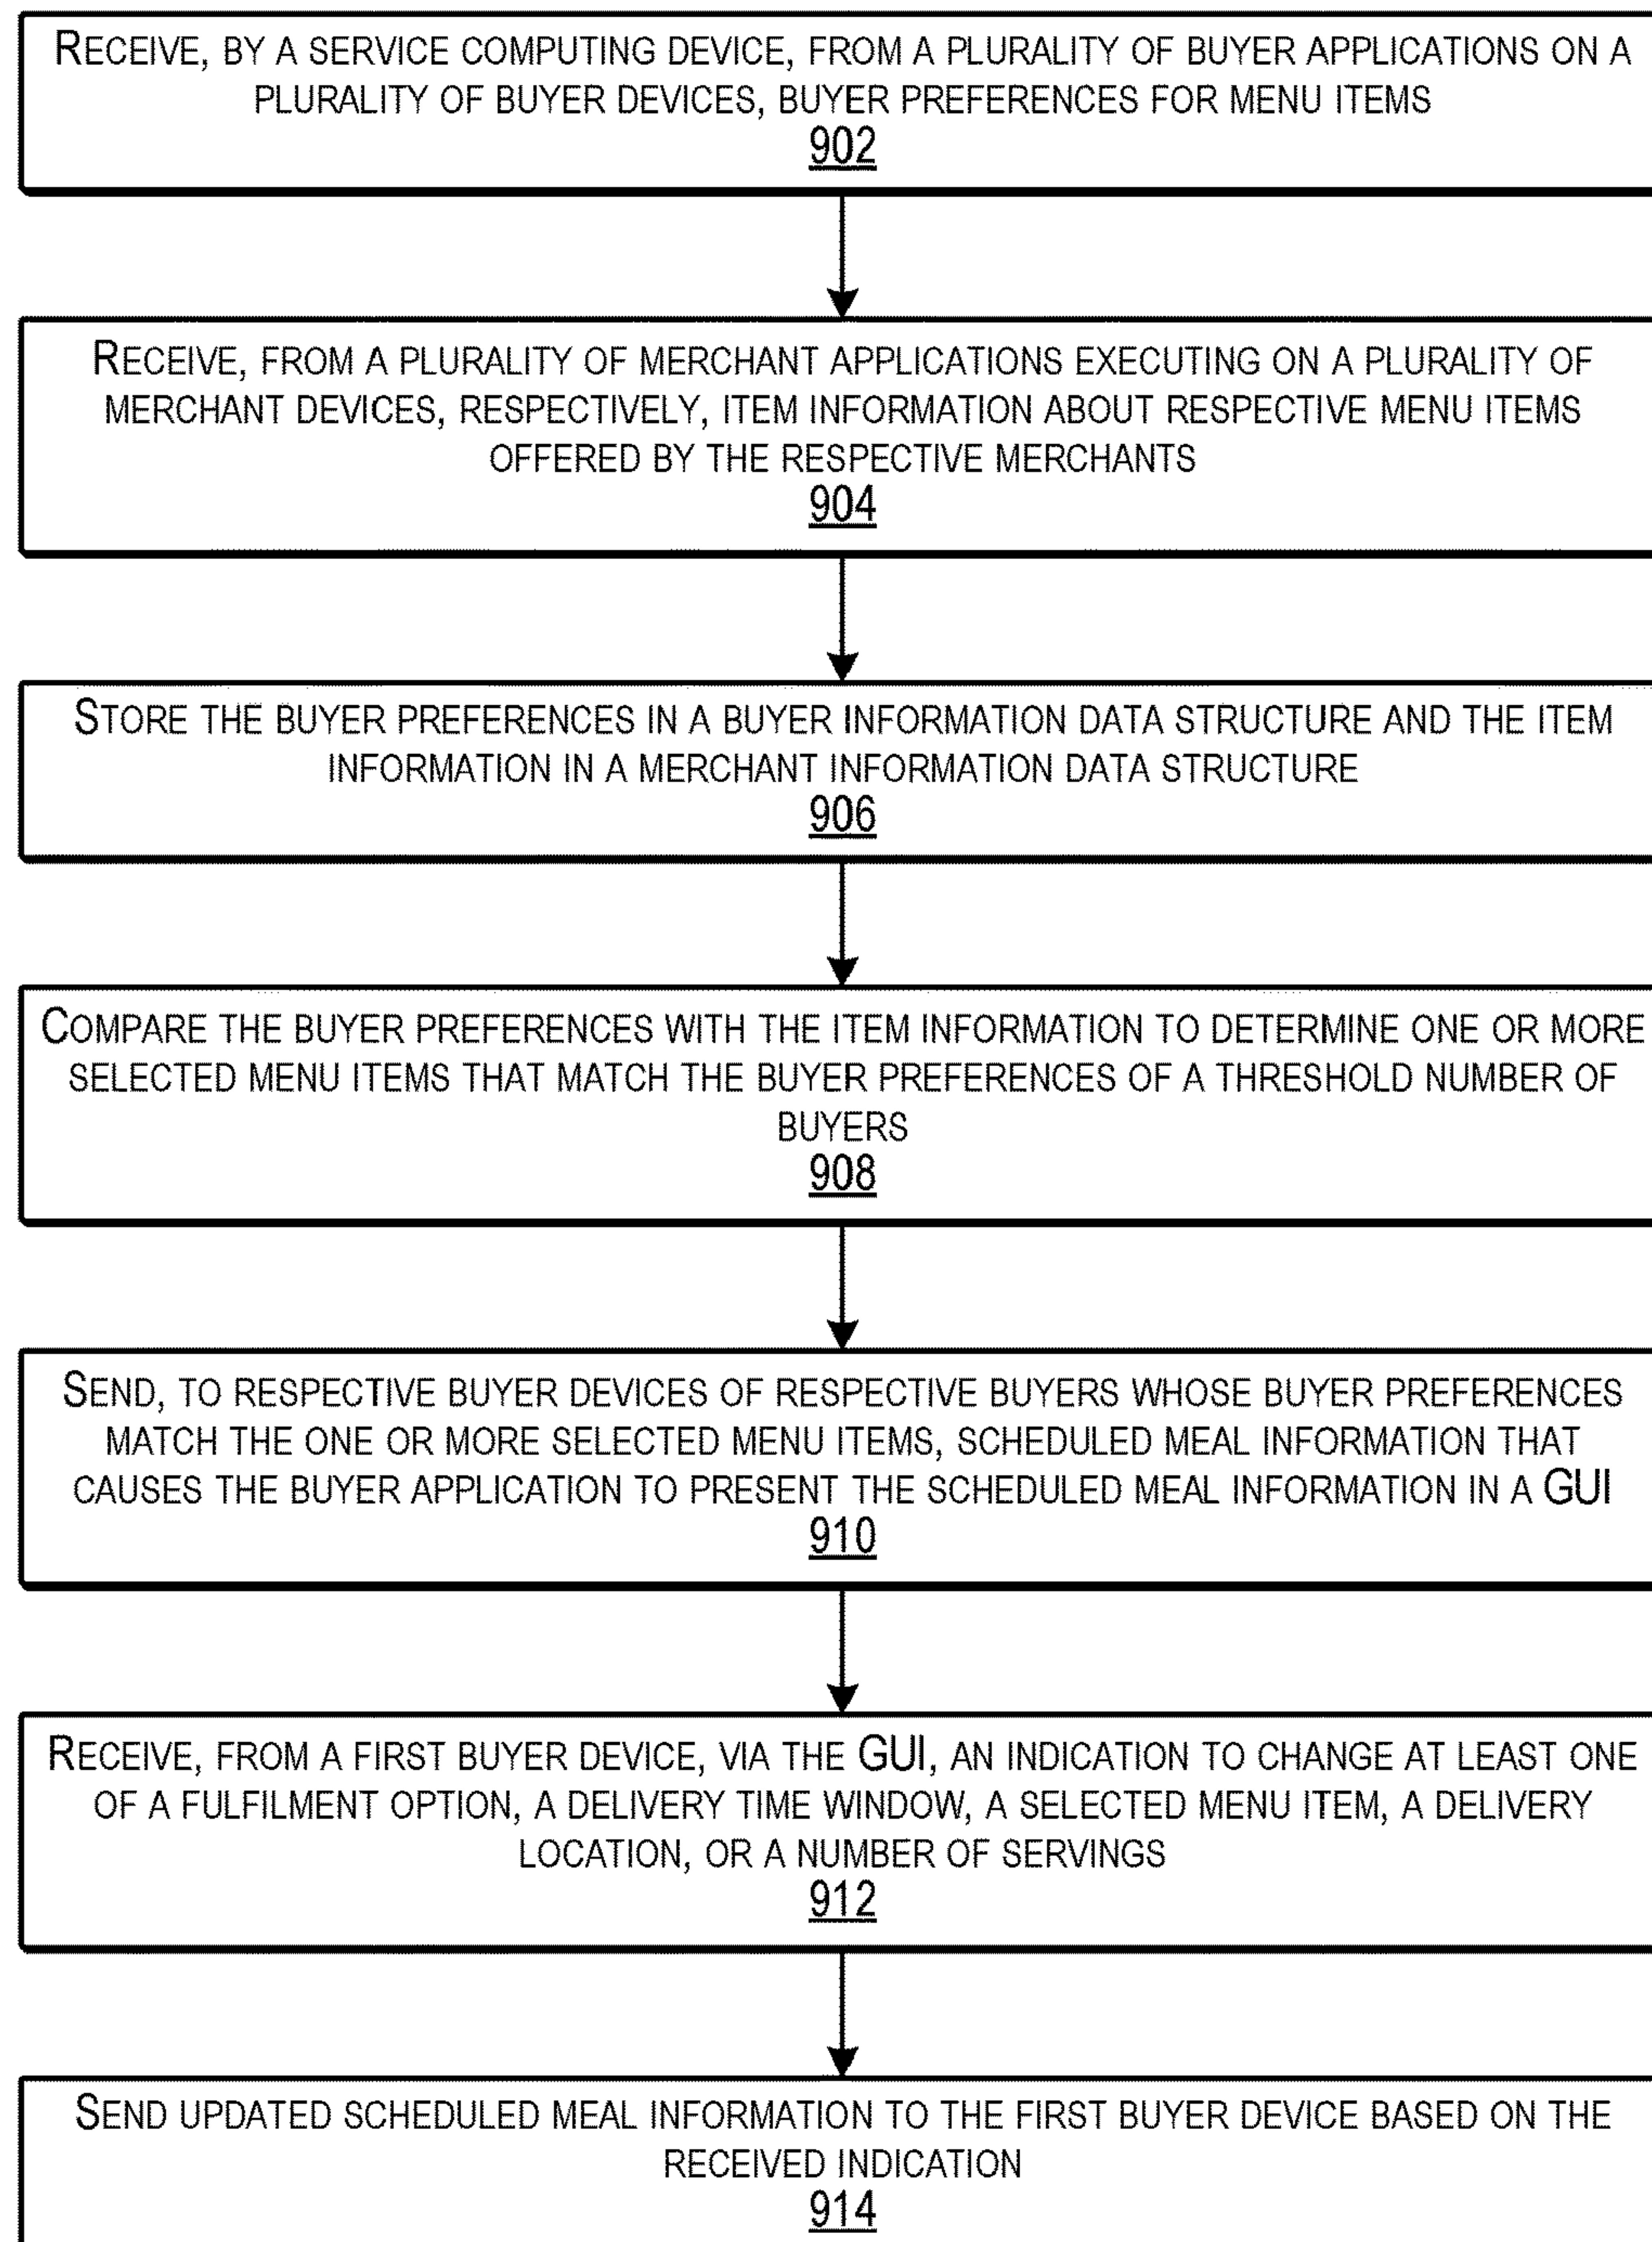 RECEIVE, BY A SERVICE COMPUTING DEVICE, FROM A PLURALITY OF BUYER APPLICATIONS ON A
PLURALITY OF BUYER DEVICES, BUYER PREFERENCES FOR MENU ITEMS
902
RECEIVE, FROM A PLURALITY OF MERCHANT APPLICATIONS EXECUTING ON A PLURALITY OF
MERCHANT DEVICES, RESPECTIVELY, ITEM INFORMATION ABOUT RESPECTIVE MENU ITEMS
OFFERED BY THE RESPECTIVE MERCHANTS
904
STORE THE BUYER PREFERENCES IN A BUYER INFORMATION DATA STRUCTURE AND THE ITEM
INFORMATION IN A MERCHANT INFORMATION DATA STRUCTURE
906
COMPARE THE BUYER PREFERENCES WITH THE ITEM INFORMATION TO DETERMINE ONE OR MORE
SELECTED MENU ITEMS THAT MATCH THE BUYER PREFERENCES OF A THRESHOLD NUMBER OF
BUYERS
908
SEND, TO RESPECTIVE BUYER DEVICES OF RESPECTIVE BUYERS WHOSE BUYER PREFERENCES
MATCH THE ONE OR MORE SELECTED MENU ITEMS, SCHEDULED MEAL INFORMATION THAT
CAUSES THE BUYER APPLICATION TO PRESENT THE SCHEDULED MEAL INFORMATION IN A GUI
910
RECEIVE, FROM A FIRST BUYER DEVICE, VIA THE GUI, AN INDICATION TO CHANGE AT LEAST ONE
OF A FULFILMENT OPTION, A DELIVERY TIME WINDOW, A SELECTED MENU ITEM, A DELIVERY
LOCATION, OR A NUMBER OF SERVINGS
912
SEND UPDATED SCHEDULED MEAL INFORMATION TO THE FIRST BUYER DEVICE BASED ON THE
RECEIVED INDICATION
914